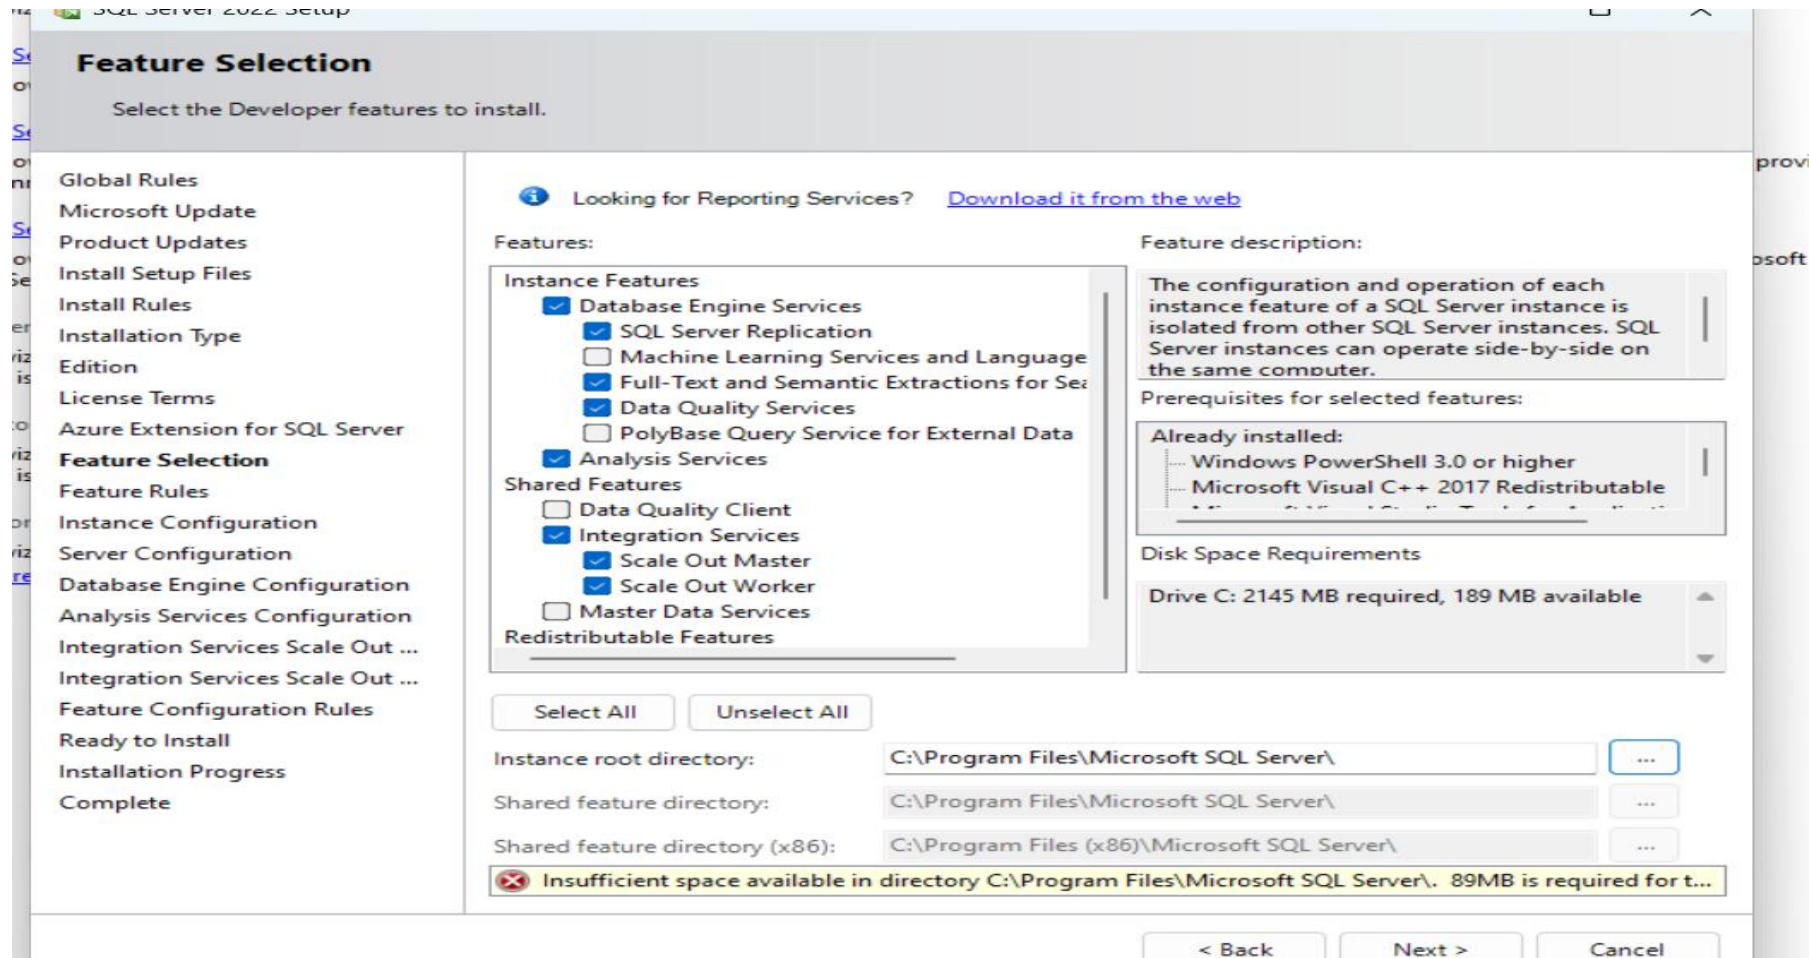 SQL Server 2022 Setup
Feature Selection
Select the Developer features to install.
Global Rules
Microsoft Update
Product Updates
Install Setup Files
Install Rules
Installation Type
Edition
License Terms
Azure Extension for SQL Server
Feature Selection
Feature Rules
Instance Configuration
Server Configuration
Database Engine Configuration
Analysis Services Configuration
Integration Services Scale Out ...
Integration Services Scale Out ...
Feature Configuration Rules
Ready to Install
Installation Progress
Complete
Looking for Reporting Services? Download it from the web
Features:
Instance Features
Database Engine Services
SQL Server Replication
Machine Learning Services and Language
Full-Text and Semantic Extractions for Sea
Data Quality Services
PolyBase Query Service for External Data
Analysis Services
Shared Features
Data Quality Client
Integration Services
Scale Out Master
Scale Out Worker
Master Data Services
Redistributable Features
Feature description:
The configuration and operation of each
instance feature of a SQL Server instance is
isolated from other SQL Server instances. SQL
Server instances can operate side-by-side on
the same computer.
Prerequisites for selected features:
Already installed:
Windows PowerShell 3.0 or higher
Microsoft Visual C++ 2017 Redistributable
Disk Space Requirements
Drive C: 2145 MB required, 189 MB available
Select All
Unselect All
Instance root directory: C:\Program Files\Microsoft SQL Server\ ...
Shared feature directory: C:\Program Files\Microsoft SQL Server\ ...
Shared feature directory (x86): C:\Program Files (x86)\Microsoft SQL Server\ ...
Insufficient space available in directory C:\Program Files\Microsoft SQL Server\. 89MB is required for t...
< Back
Next >
Cancel
provi
osoft